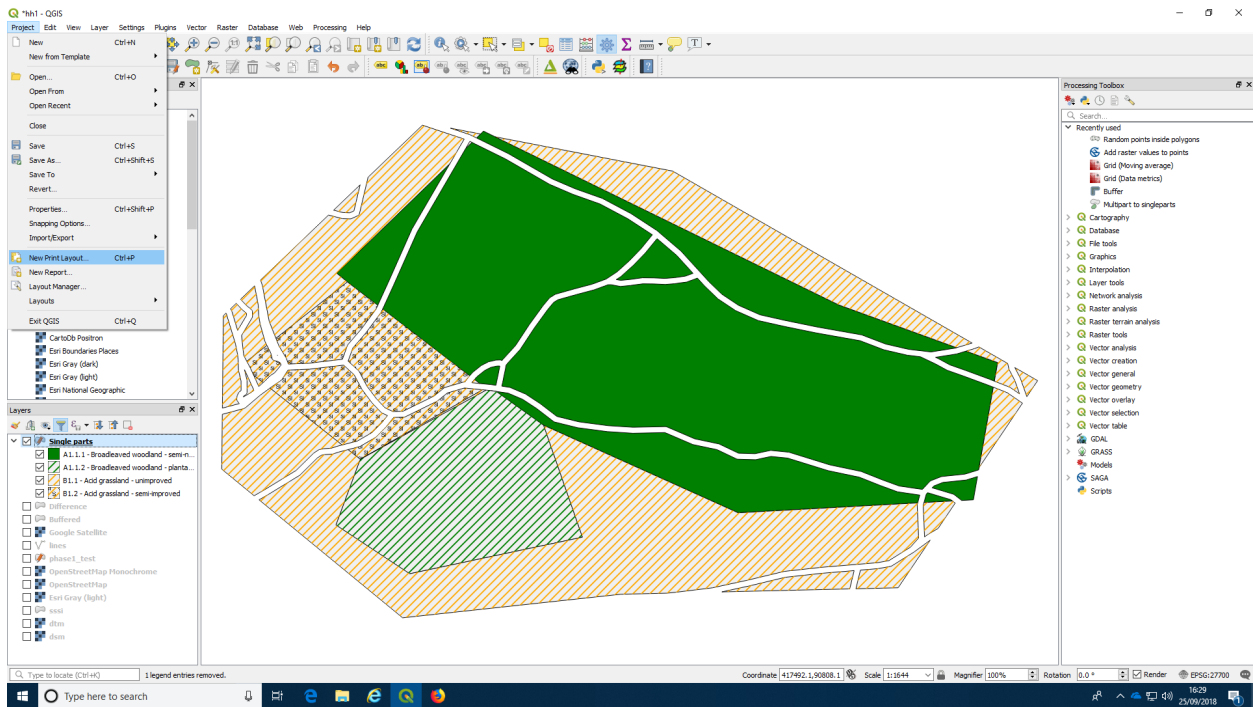 *hh1 - QGIS
Project Edit View Layer Settings Plugins Vector Raster Database Web Processing Help
New Ctrl+N
New from Template
Open... Ctrl+O
Open From
Open Recent
Close
Save Ctrl+S
Save As... Ctrl+Shift+S
Save To
Revert...
Properties... Ctrl+Shift+P
Snapping Options...
Import/Export
New Print Layout... Ctrl+P
New Report...
Layout Manager...
Layouts
Exit QGIS Ctrl+Q
CartoDb Positron
Esri Boundaries Places
Esri Gray (dark)
Esri Gray (light)
Esri National Geographic
Layers
Single parts
A1.1.1 - Broadleaved woodland - semi-n...
A1.1.2 - Broadleaved woodland - planta...
B1.1 - Acid grassland - unimproved
B1.2 - Acid grassland - semi-improved
Difference
Buffered
Google Satellite
lines
phase1_test
OpenStreetMap Monochrome
OpenStreetMap
Esri Gray (light)
sssi
dtm
dsm
Processing Toolbox
Search...
Recently used
Random points inside polygons
Add raster values to points
Grid (Moving average)
Grid (Data metrics)
Buffer
Multipart to singleparts
Cartography
Database
File tools
Graphics
Interpolation
Layer tools
Network analysis
Raster analysis
Raster terrain analysis
Raster tools
Vector analysis
Vector creation
Vector general
Vector geometry
Vector overlay
Vector selection
Vector table
GDAL
GRASS
Models
SAGA
Scripts
Type to locate (Ctrl+K) 1 legend entries removed. Coordinate 417492.1,90808.1 Scale 1:1644 Magnifier 100% Rotation 0.0 ° Render EPSG:27700
Type here to search
16:29
25/09/2018